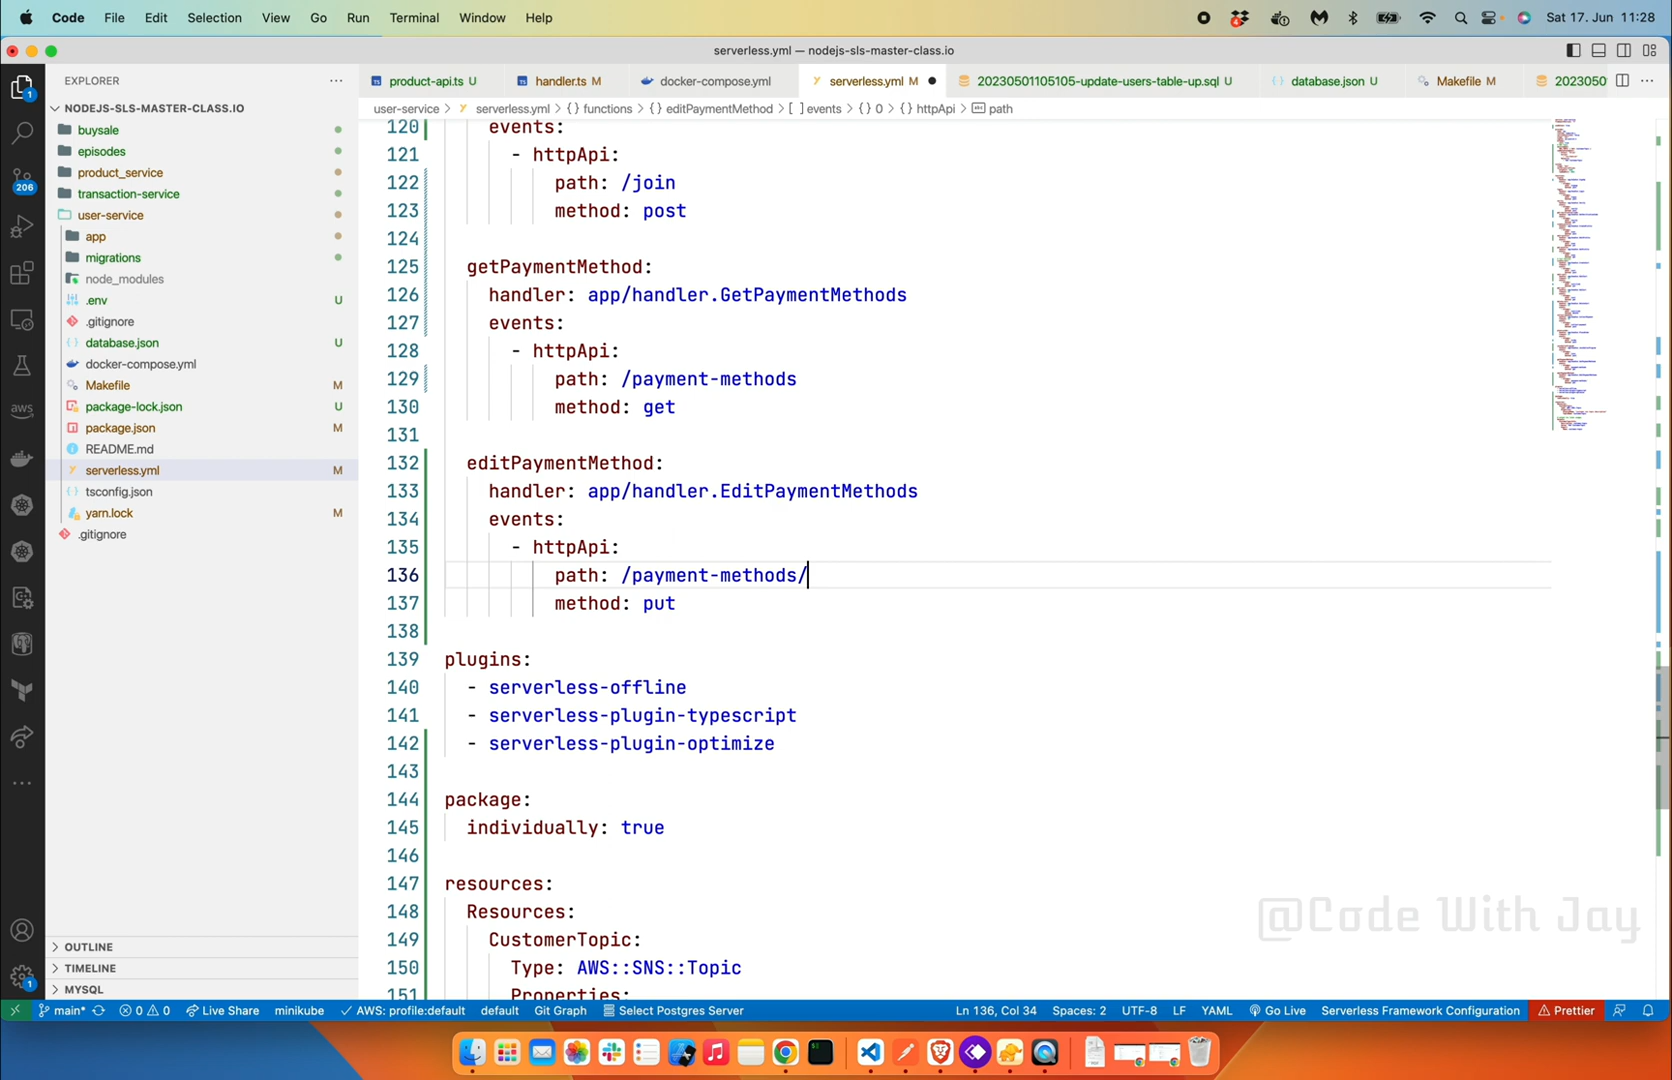 Code File Edit Selection View Go Run Terminal Window Help Sat 17. Jun 11:28
serverless.yml — nodejs-sls-master-class.io
EXPLORER
product-api.ts U handler.ts M docker-compose.yml serverless.yml M 20230501105105-update-users-table-up.sql U database.json U Makefile M 2023050
user-service > serverless.yml > {} functions > {} editPaymentMethod > [ ] events > {} 0 > {} httpApi > path
NODEJS-SLS-MASTER-CLASS.IO
buysale
episodes
product_service
transaction-service
user-service
app
migrations
node_modules
.env U
.gitignore
database.json U
docker-compose.yml
Makefile M
package-lock.json U
package.json M
README.md
serverless.yml M
tsconfig.json
yarn.lock M
.gitignore
OUTLINE
TIMELINE
MYSQL
1
206
1
120 events:
121 - httpApi:
122 path: /join
123 method: post
124
125 getPaymentMethod:
126 handler: app/handler.GetPaymentMethods
127 events:
128 - httpApi:
129 path: /payment-methods
130 method: get
131
132 editPaymentMethod:
133 handler: app/handler.EditPaymentMethods
134 events:
135 - httpApi:
136 path: /payment-methods/
137 method: put
138
139 plugins:
140 - serverless-offline
141 - serverless-plugin-typescript
142 - serverless-plugin-optimize
143
144 package:
145 individually: true
146
147 resources:
148 Resources:
149 CustomerTopic:
150 Type: AWS::SNS::Topic
151 Properties:
@Code With Jay
main* 0 0 Live Share minikube AWS: profile:default default Git Graph Select Postgres Server Ln 136, Col 34 Spaces: 2 UTF-8 LF YAML Go Live Serverless Framework Configuration Prettier